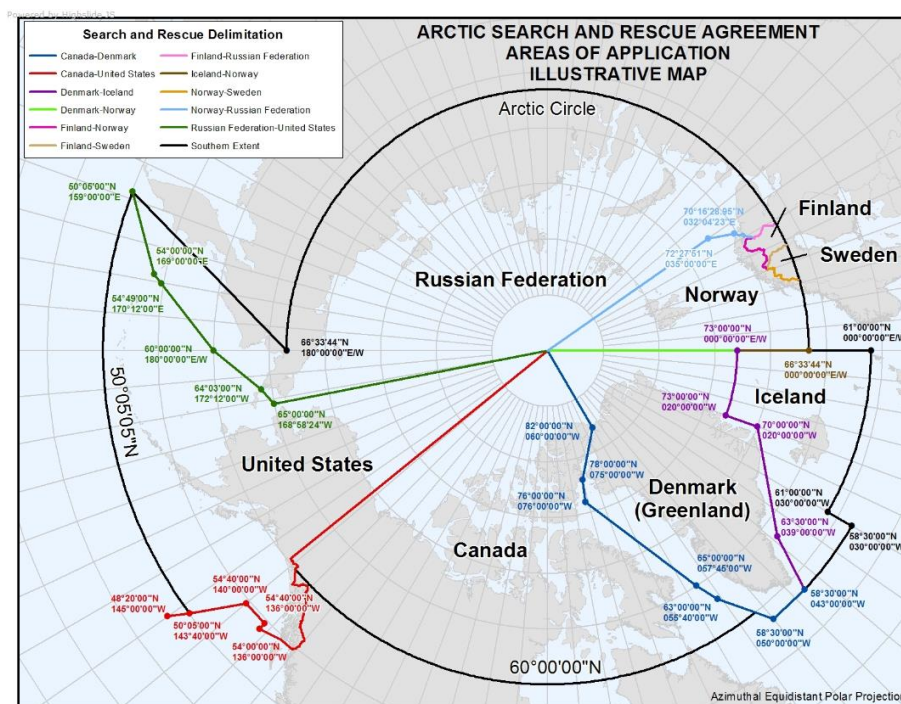 Powered by Highslide JS
Search and Rescue Delimitation
Canada-Denmark
Canada-United States
Denmark-Iceland
Denmark-Norway
Finland-Norway
Finland-Sweden
Finland-Russian Federation
Iceland-Norway
Norway-Sweden
Norway-Russian Federation
Russian Federation-United States
Southern Extent
ARCTIC SEARCH AND RESCUE AGREEMENT
AREAS OF APPLICATION
ILLUSTRATIVE MAP
Arctic Circle
50°05'00"N
159°00'00"E
54°00'00"N
169°00'00"E
54°49'00"N
170°12'00"E
60°00'00"N
180°00'00"E/W
64°03'00"N
172°12'00"W
65°00'00"N
168°58'24"W
66°33'44"N
180°00'00"E/W
50°05'05"N
Russian Federation
70°16'28.95"N
032°04'23"E
72°27'51"N
035°00'00"E
Finland
Sweden
Norway
73°00'00"N
000°00'00"E/W
66°33'44"N
000°00'00"E/W
61°00'00"N
000°00'00"E/W
Iceland
73°00'00"N
020°00'00"W
70°00'00"N
020°00'00"W
United States
82°00'00"N
060°00'00"W
78°00'00"N
075°00'00"W
76°00'00"N
076°00'00"W
Denmark
(Greenland)
61°00'00"N
030°00'00"W
63°30'00"N
039°00'00"W
58°30'00"N
030°00'00"W
Canada
65°00'00"N
057°45'00"W
63°00'00"N
055°40'00"W
58°30'00"N
043°00'00"W
58°30'00"N
050°00'00"W
48°20'00"N
145°00'00"W
54°40'00"N
140°00'00"W
54°40'00"N
136°00'00"W
50°05'00"N
143°40'00"W
54°00'00"N
136°00'00"W
60°00'00"N
Azimuthal Equidistant Polar Projection